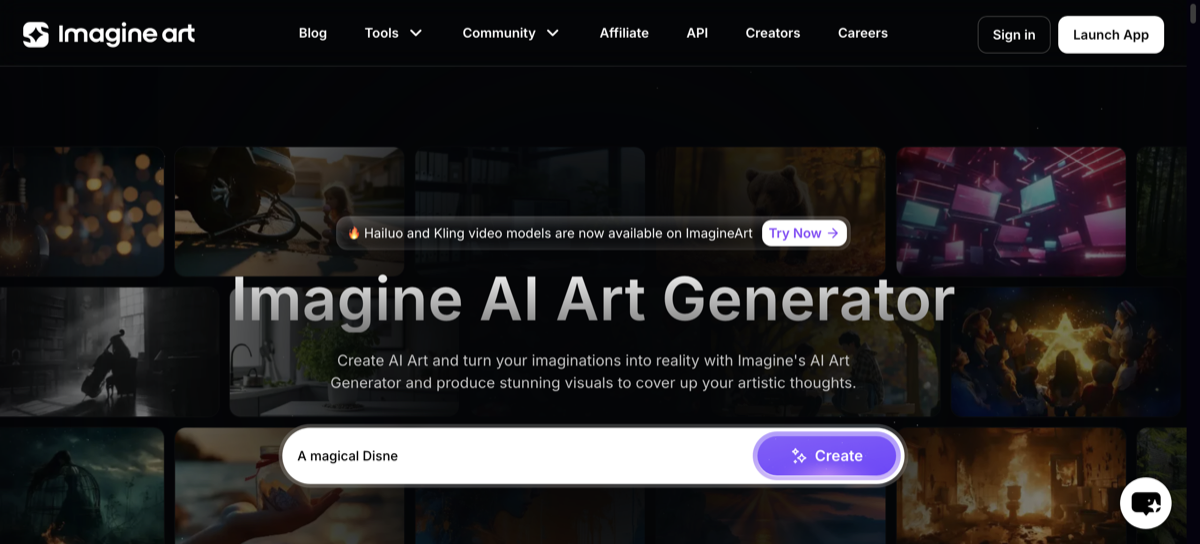 Imagine art
Blog
Tools
Community
Affiliate
API
Creators
Careers
Sign in
Launch App
🔥 Hailuo and Kling video models are now available on ImagineArt
Try Now →
Imagine AI Art Generator
Create AI Art and turn your imaginations into reality with Imagine's AI Art
Generator and produce stunning visuals to cover up your artistic thoughts.
A magical Disne
Create